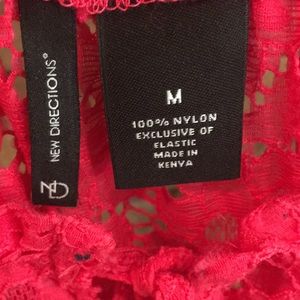 NEW DIRECTIONS®
ND
M
100% NYLON
EXCLUSIVE OF
ELASTIC
MADE IN
KENYA